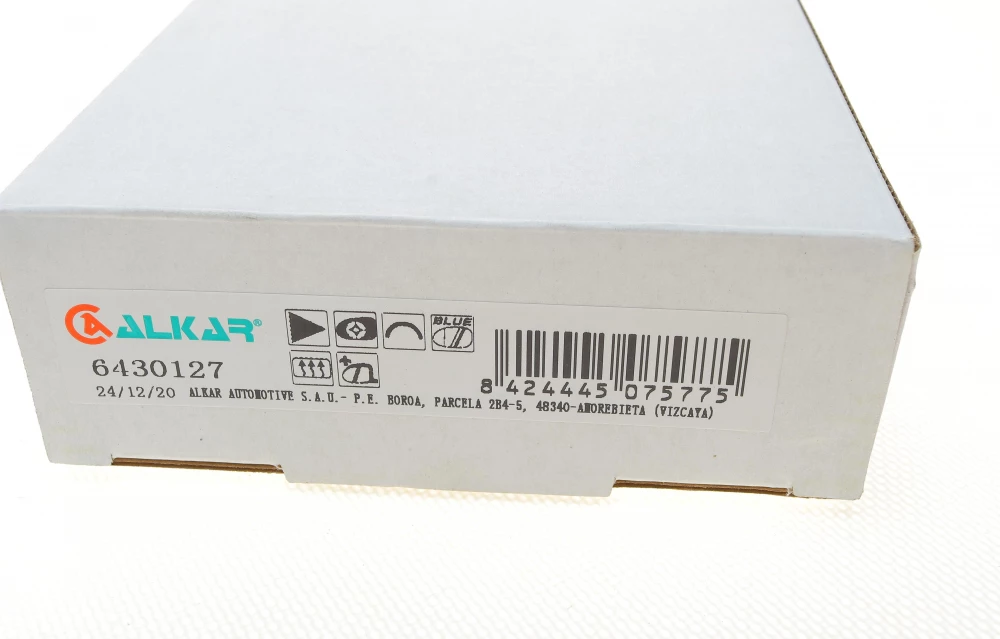 ALKAR®
BLUE
6430127
24/12/20 ALKAR AUTOMOTIVE S.A.U.- P.E. BOROA, PARCELA 2B4-5, 48340-AMOREBIETA (VIZCAYA)
8 424445 075775